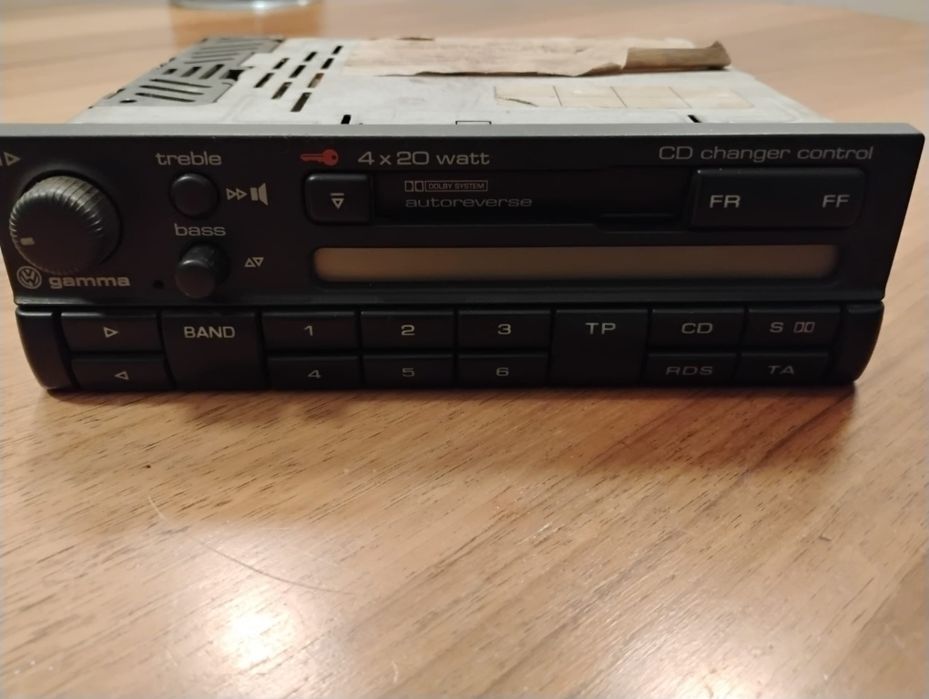 treble
4 x 20 watt
CD changer control
DOLBY SYSTEM
autoreverse
FR FF
bass
gamma
BAND 1 2 3 TP CD S
4 5 6 RDS TA